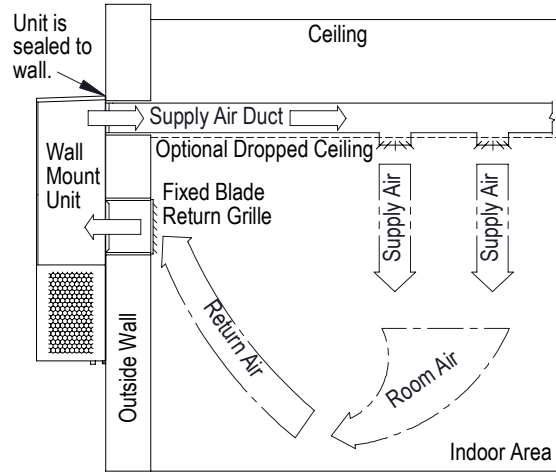 Unit is
sealed to
wall.
Ceiling
Supply Air Duct
Optional Dropped Ceiling
Wall
Mount
Unit
Fixed Blade
Return Grille
Supply Air
Supply Air
Return Air
Room Air
Outside Wall
Indoor Area